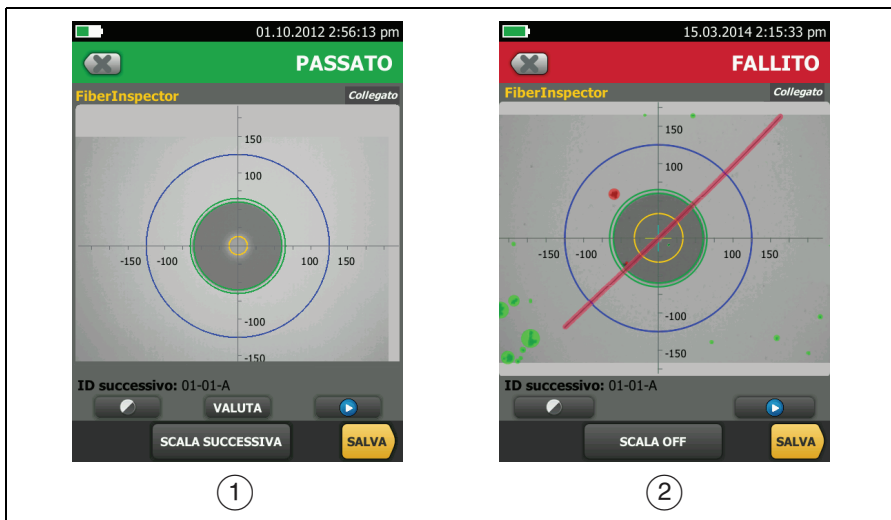 01.10.2012 2:56:13 pm
PASSATO
FiberInspector
Collegato
150
100
-150 -100 100 150
-100
-150
ID successivo: 01-01-A
VALUTA
SCALA SUCCESSIVA
SALVA
1
15.03.2014 2:15:33 pm
FALLITO
FiberInspector
Collegato
150
100
-150 -100 100 150
-100
-150
ID successivo: 01-01-A
SCALA OFF
SALVA
2